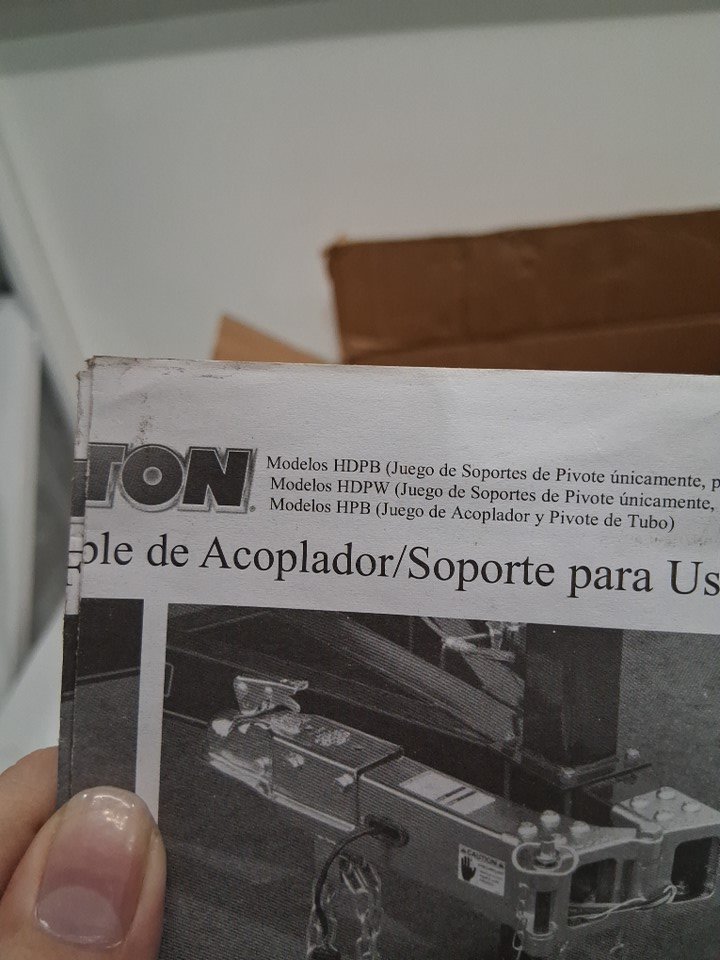 TON
Modelos HDPB (Juego de Soportes de Pivote únicamente, p
Modelos HDPW (Juego de Soportes de Pivote únicamente,
Modelos HPB (Juego de Acoplador y Pivote de Tubo)
ple de Acoplador/Soporte para Us
CAUTION